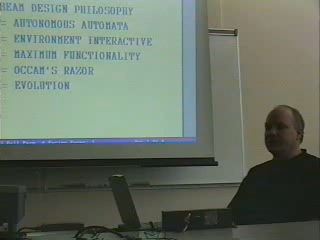 BEAM DESIGN PHILOSOPHY
= AUTONOMOUS AUTOMATA
= ENVIRONMENT INTERACTIVE
= MAXIMUM FUNCTIONALITY
= OCCAM'S RAZOR
= EVOLUTION